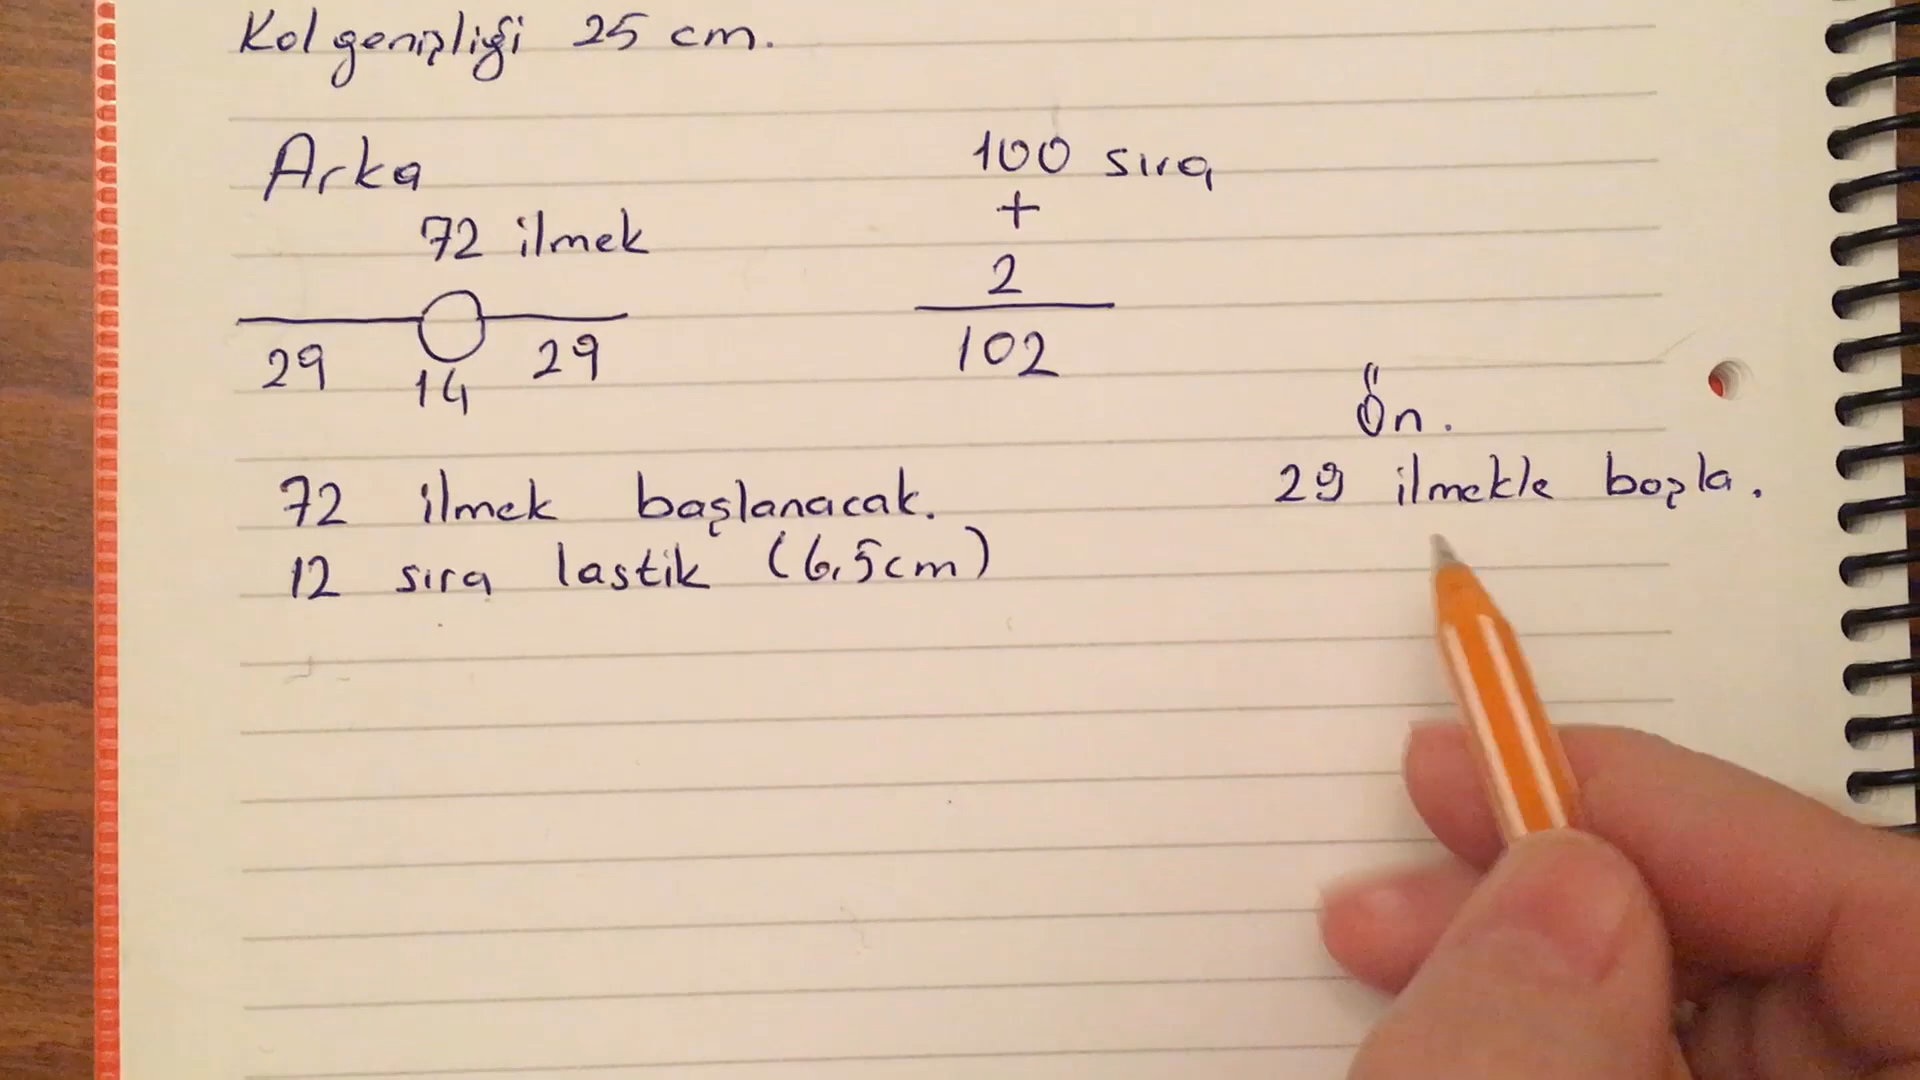 Kol genişliği 25 cm.
Arka
72 ilmek
29 14 29
100 sıra
+
2
102
72 ilmek başlanacak.
12 sıra lastik (6,5cm)
Ön.
29 ilmekle başla.